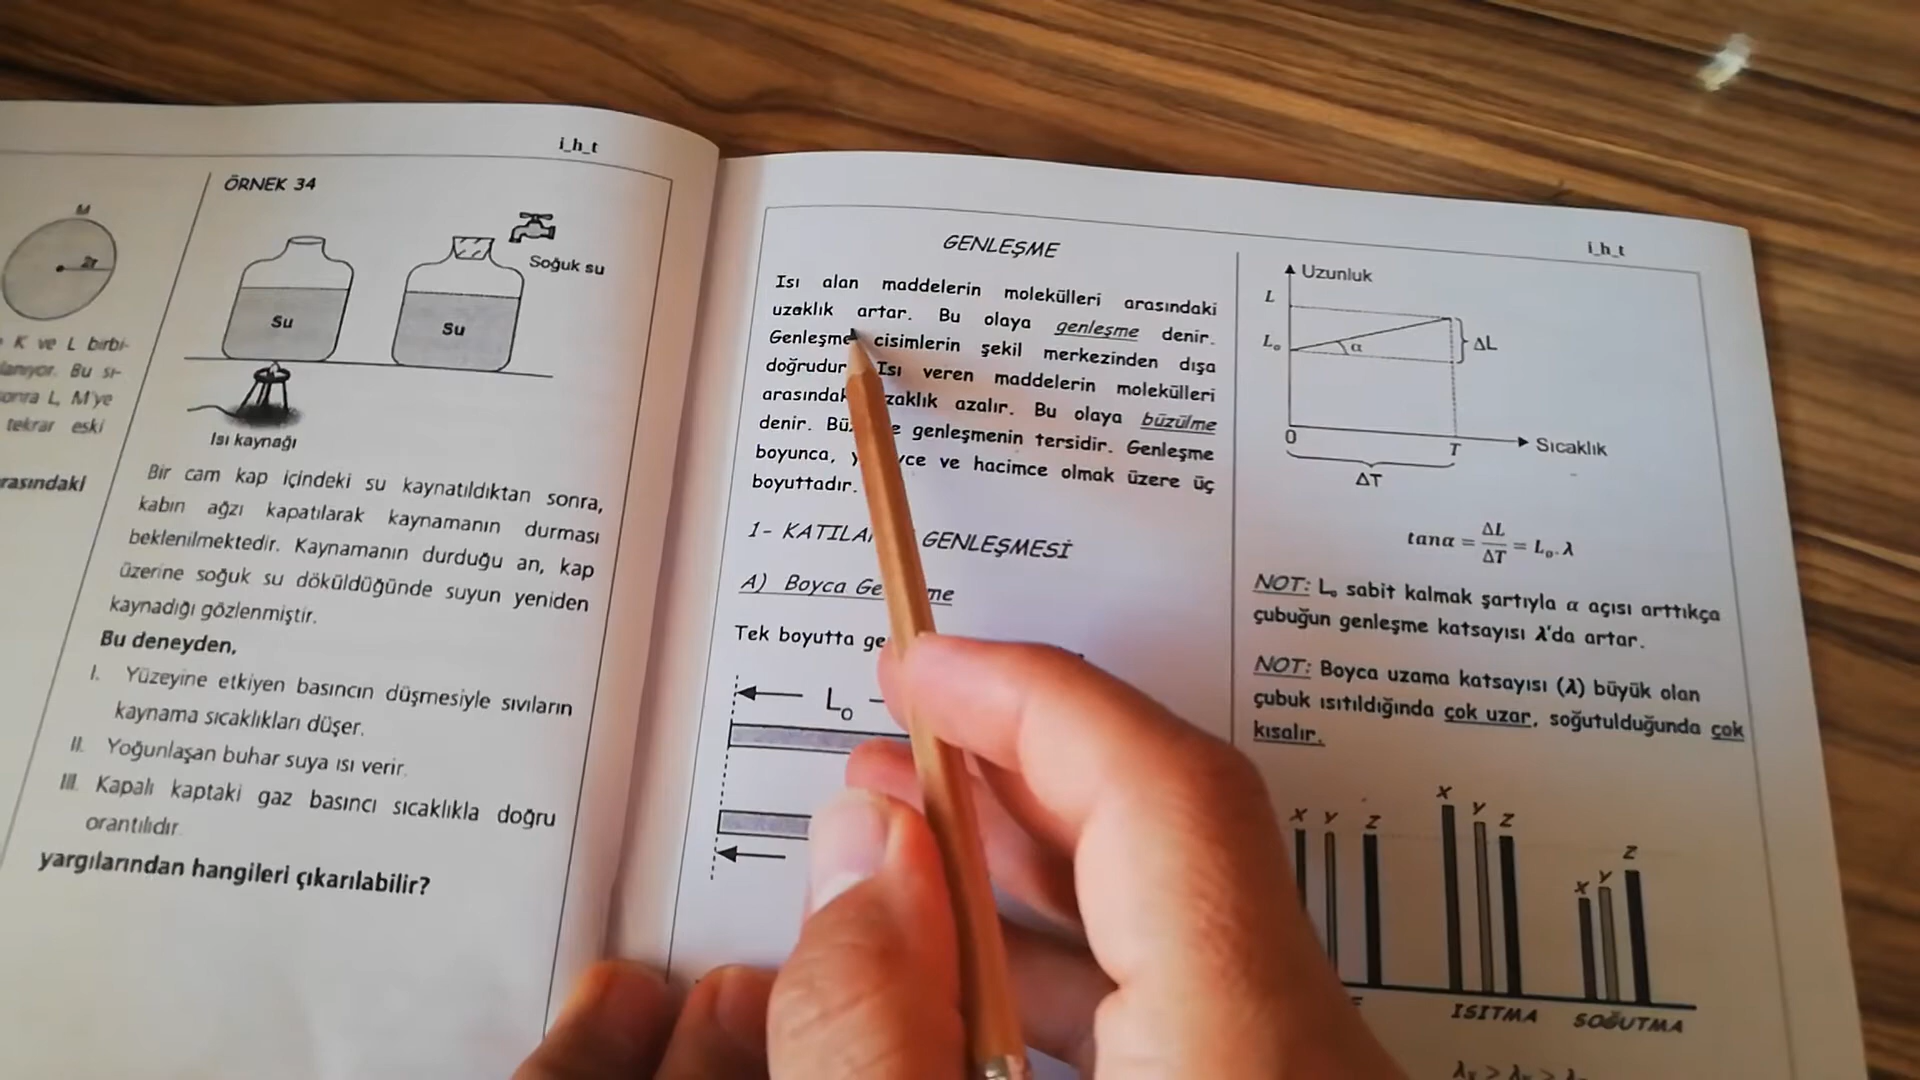 i_h_t
ÖRNEK 34
M
2r
Soğuk su
Su
Su
Isı kaynağı
K ve L birbi-
lanıyor. Bu sı-
sonra L, M'ye
tekrar eski
rasındaki
Bir cam kap içindeki su kaynatıldıktan sonra,
kabın ağzı kapatılarak kaynamanın durması
beklenilmektedir. Kaynamanın durduğu an, kap
üzerine soğuk su döküldüğünde suyun yeniden
kaynadığı gözlenmiştir.
Bu deneyden,
I. Yüzeyine etkiyen basıncın düşmesiyle sıvıların
kaynama sıcaklıkları düşer.
II. Yoğunlaşan buhar suya ısı verir.
III. Kapalı kaptaki gaz basıncı sıcaklıkla doğru
orantılıdır.
yargılarından hangileri çıkarılabilir?
GENLEŞME
Isı alan maddelerin molekülleri arasındaki
uzaklık artar. Bu olaya genleşme denir.
Genleşme cisimlerin şekil merkezinden dışa
doğrudur Isı veren maddelerin molekülleri
azalır. Bu olaya büzülme
denir. genleşmenin tersidir. Genleşme
boyunca, ve hacimce olmak üzere üç
boyuttadır.
1- GENLEŞMESİ
A) Boyca
Tek boyutta
L₀
i_h_t
Uzunluk
L
L₀
α
ΔL
0
T
Sıcaklık
ΔT
tanα = ΔL/ΔT = L₀.λ
NOT: L₀ sabit kalmak şartıyla α açısı arttıkça
çubuğun genleşme katsayısı λ'da artar.
NOT: Boyca uzama katsayısı (λ) büyük olan
çubuk ısıtıldığında çok uzar, soğutulduğunda çok
kısalır.
X Y Z
X Y Z
X Y Z
ISITMA
SOĞUTMA